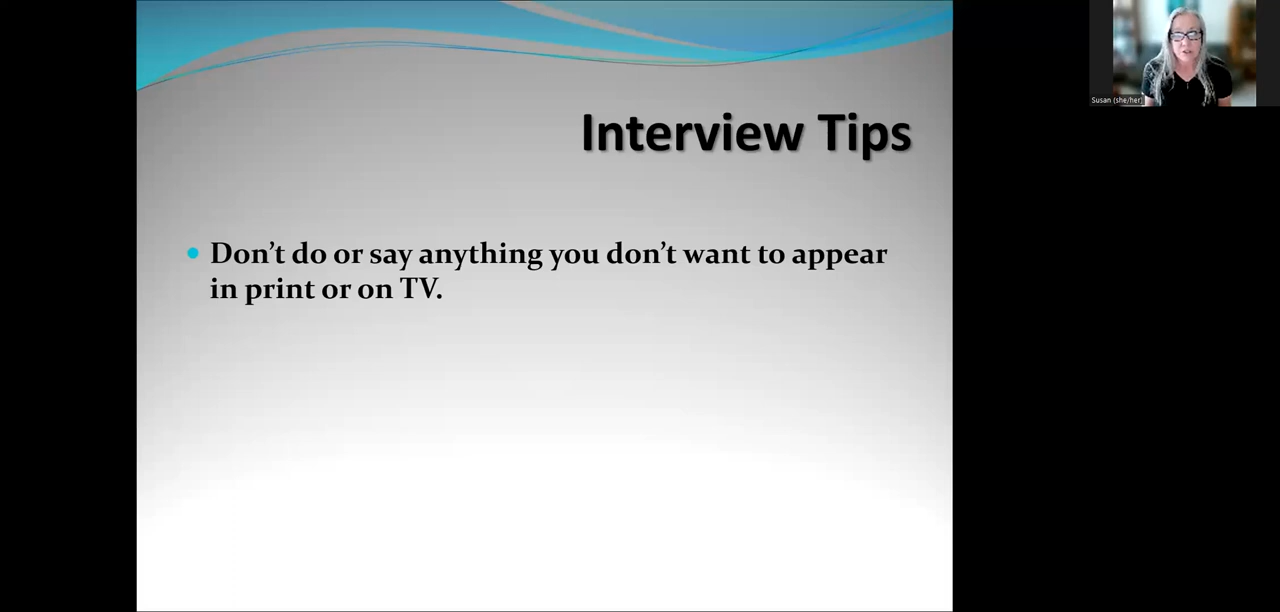 Interview Tips
Don’t do or say anything you don’t want to appear
in print or on TV.
Susan (she/her)